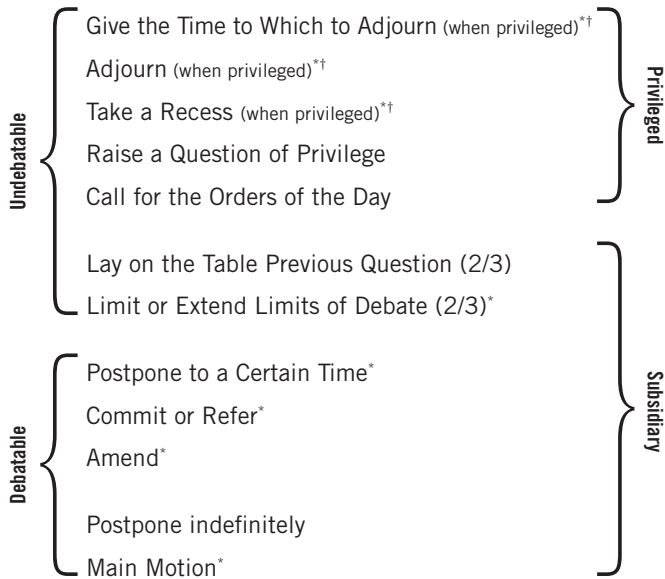 Give the Time to Which to Adjourn (when privileged)*†
Adjourn (when privileged)*†
Take a Recess (when privileged)*†
Raise a Question of Privilege
Call for the Orders of the Day
Lay on the Table Previous Question (2/3)
Limit or Extend Limits of Debate (2/3)*
Undebatable
Privileged
Postpone to a Certain Time*
Commit or Refer*
Amend*
Postpone indefinitely
Main Motion*
Debatable
Subsidiary